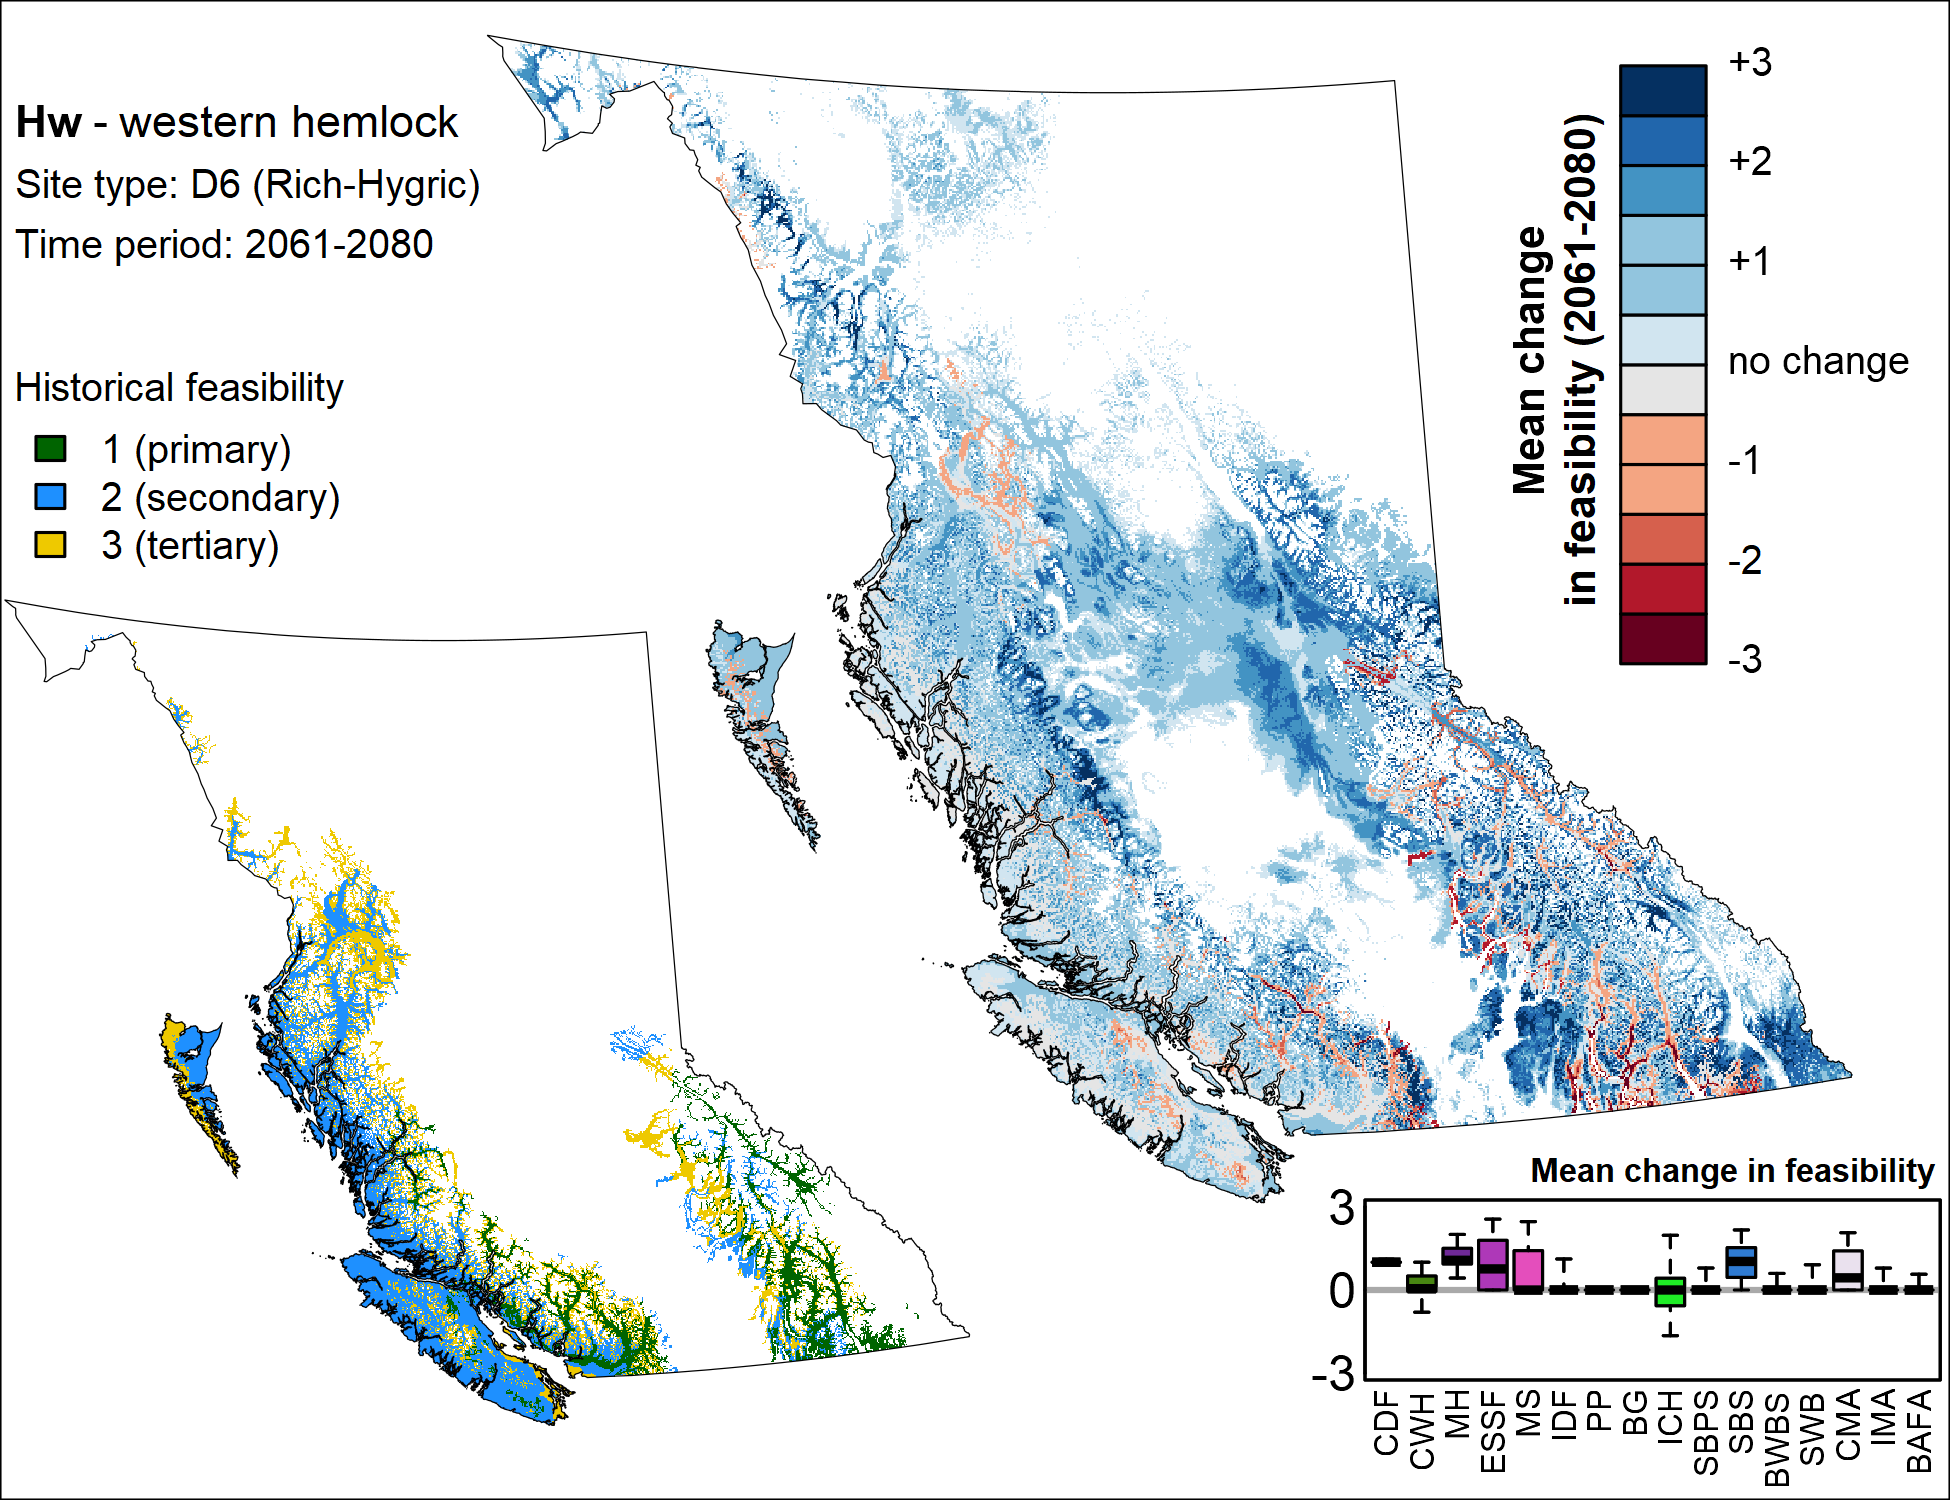 Hw - western hemlock
Site type: D6 (Rich-Hygric)
Time period: 2061-2080
Historical feasibility
1 (primary)
2 (secondary)
3 (tertiary)
Mean change
in feasibility (2061-2080)
+3
+2
+1
no change
-1
-2
-3
Mean change in feasibility
3
0
-3
CDF
CWH
MH
ESSF
MS
IDF
PP
BG
ICH
SBPS
SBS
BWBS
SWB
CMA
IMA
BAFA